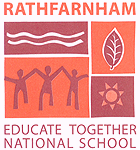 RATHFARNHAM
EDUCATE TOGETHER
NATIONAL SCHOOL